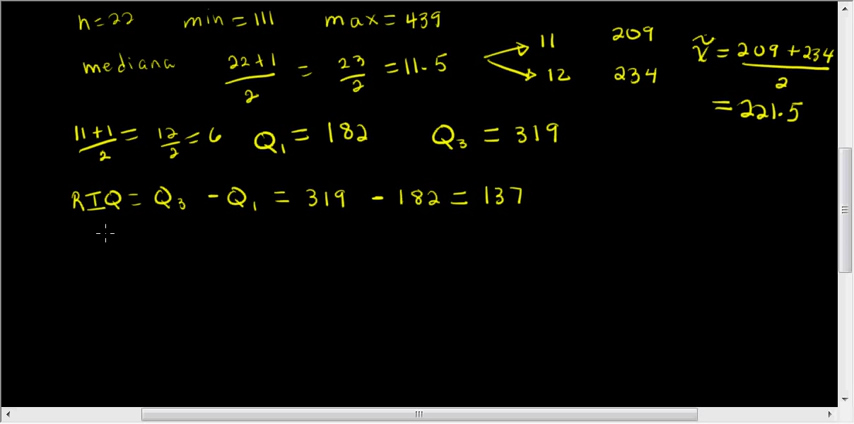 n=22 min = 111 max = 439
mediana 22+1/2 = 23/2 = 11.5 11 209 x̃ = 209 + 234/2
12 234 = 221.5
11+1/2 = 12/2 = 6 Q1 = 182 Q3 = 319
RIQ = Q3 - Q1 = 319 - 182 = 137